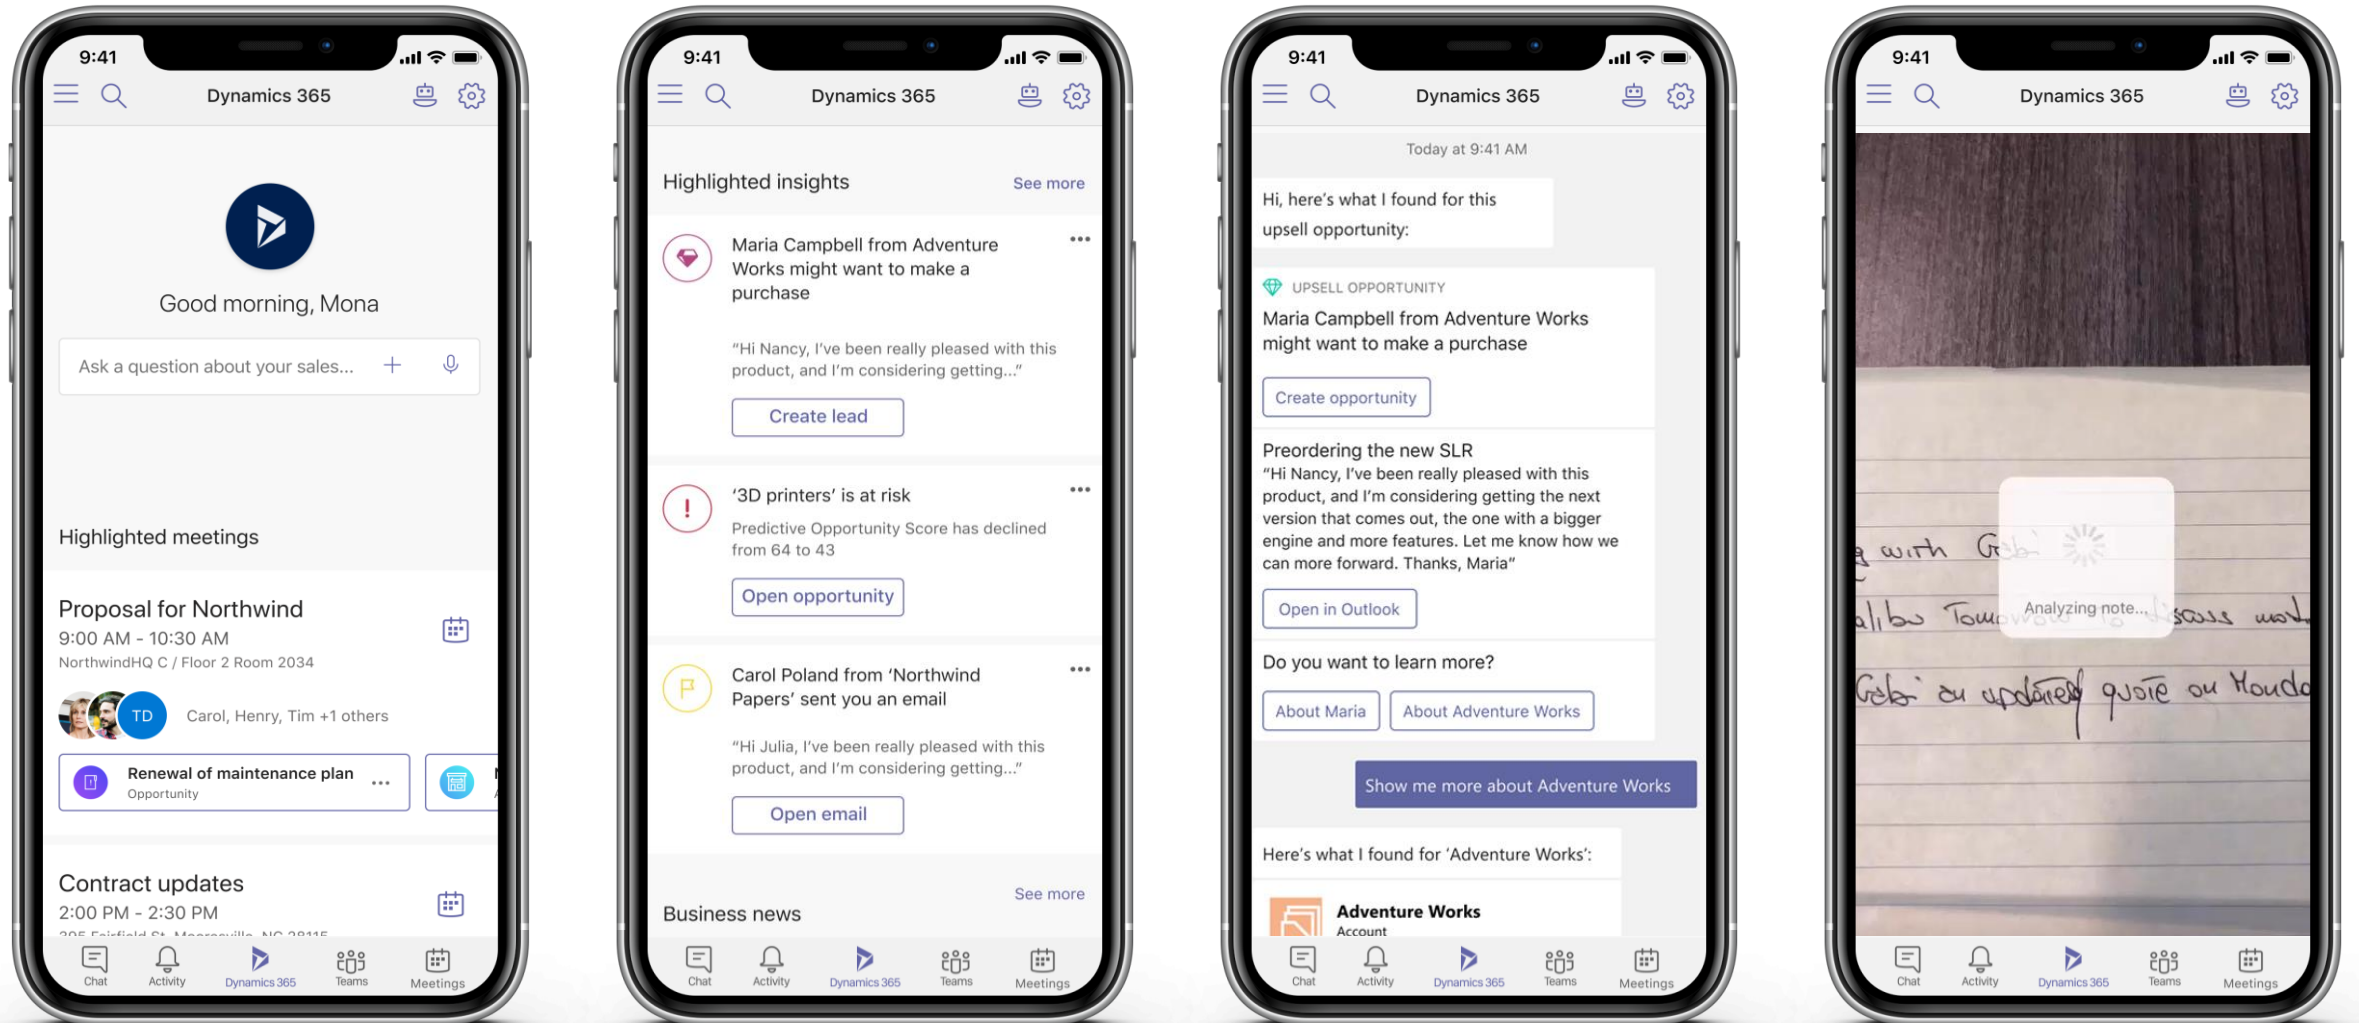 9:41
Dynamics 365
Good morning, Mona
Ask a question about your sales...
Highlighted meetings
Proposal for Northwind
9:00 AM - 10:30 AM
NorthwindHQ C / Floor 2 Room 2034
TD
Carol, Henry, Tim +1 others
Renewal of maintenance plan
Opportunity
Contract updates
2:00 PM - 2:30 PM
395 Fairfield St, Mooresville, NC 28115
Chat
Activity
Dynamics 365
Teams
Meetings
9:41
Dynamics 365
Highlighted insights
See more
Maria Campbell from Adventure
Works might want to make a
purchase
“Hi Nancy, I’ve been really pleased with this
product, and I’m considering getting...”
Create lead
‘3D printers’ is at risk
Predictive Opportunity Score has declined
from 64 to 43
Open opportunity
Carol Poland from ‘Northwind
Papers’ sent you an email
“Hi Julia, I’ve been really pleased with this
product, and I’m considering getting...”
Open email
See more
Business news
Chat
Activity
Dynamics 365
Teams
Meetings
9:41
Dynamics 365
Today at 9:41 AM
Hi, here’s what I found for this
upsell opportunity:
UPSELL OPPORTUNITY
Maria Campbell from Adventure Works
might want to make a purchase
Create opportunity
Preordering the new SLR
“Hi Nancy, I’ve been really pleased with this
product, and I’m considering getting the next
version that comes out, the one with a bigger
engine and more features. Let me know how we
can more forward. Thanks, Maria”
Open in Outlook
Do you want to learn more?
About Maria
About Adventure Works
Show me more about Adventure Works
Here’s what I found for ‘Adventure Works’:
Adventure Works
Account
Chat
Activity
Dynamics 365
Teams
Meetings
9:41
Dynamics 365
with Gabi
Analyzing note...
Tomorrow to discuss
Gabi an updated quote on
Chat
Activity
Dynamics 365
Teams
Meetings